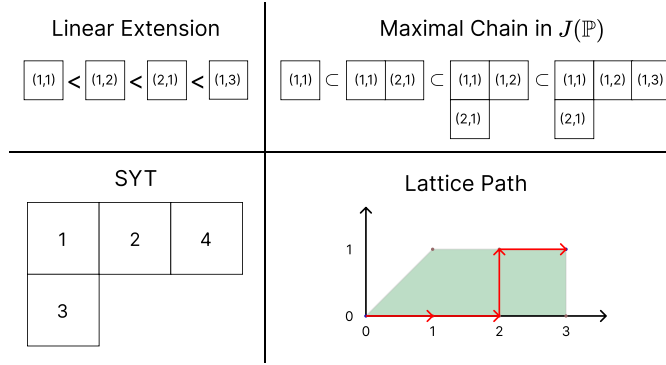 Linear Extension
(1,1) < (1,2) < (2,1) < (1,3)
Maximal Chain in J(ℙ)
(1,1) ⊂ (1,1) (2,1) ⊂ (1,1) (1,2) ⊂ (1,1) (1,2) (1,3)
(2,1) (2,1)
SYT
1 2 4
3
Lattice Path
1
0
0 1 2 3